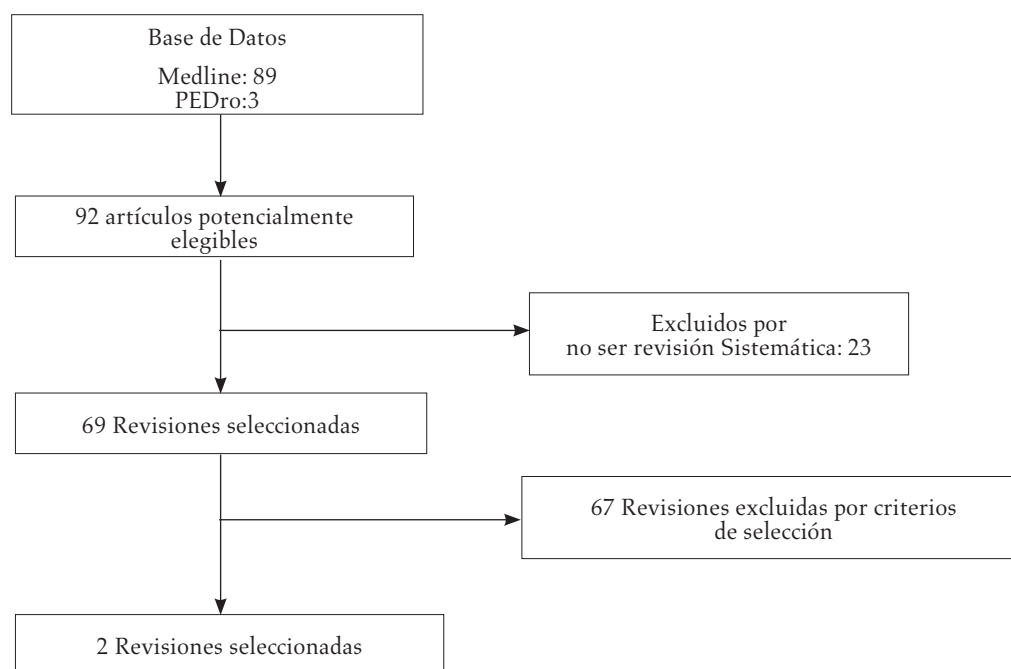 Base de Datos
Medline: 89
PEDro:3
92 artículos potencialmente
elegibles
Excluidos por
no ser revisión Sistemática: 23
69 Revisiones seleccionadas
67 Revisiones excluidas por criterios
de selección
2 Revisiones seleccionadas